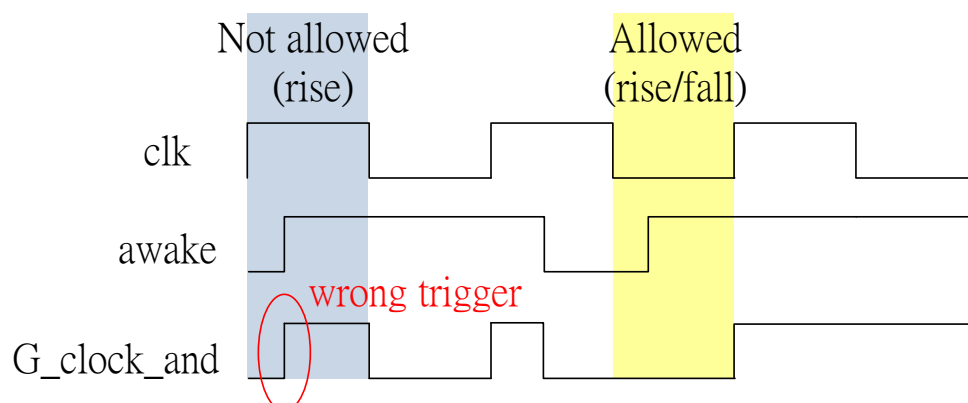 Not allowed
(rise)
Allowed
(rise/fall)
clk
awake
wrong trigger
G_clock_and